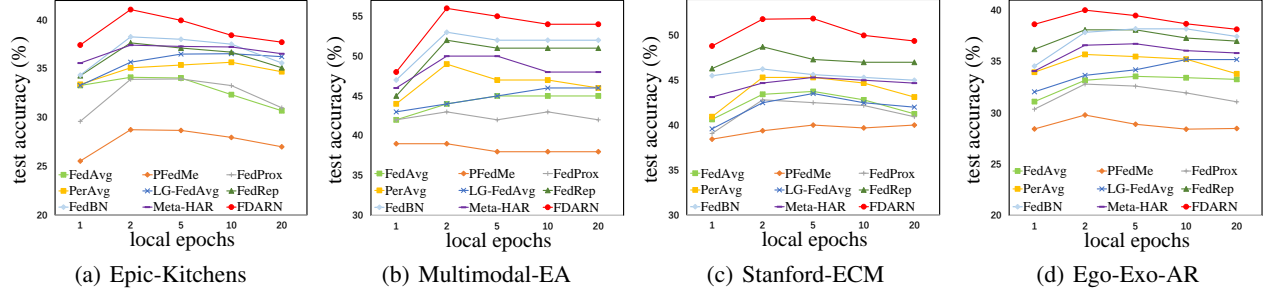 test accuracy (%)
40
35
30
25
20
FedAvg PFedMe FedProx
PerAvg LG-FedAvg FedRep
FedBN Meta-HAR FDARN
1 2 5 10 20
local epochs
(a) Epic-Kitchens
test accuracy (%)
55
50
45
40
35
30
FedAvg PFedMe FedProx
PerAvg LG-FedAvg FedRep
FedBN Meta-HAR FDARN
1 2 5 10 20
local epochs
(b) Multimodal-EA
test accuracy (%)
50
45
40
35
30
FedAvg PFedMe FedProx
PerAvg LG-FedAvg FedRep
FedBN Meta-HAR FDARN
1 2 5 10 20
local epochs
(c) Stanford-ECM
test accuracy (%)
40
35
30
25
20
FedAvg PFedMe FedProx
PerAvg LG-FedAvg FedRep
FedBN Meta-HAR FDARN
1 2 5 10 20
local epochs
(d) Ego-Exo-AR